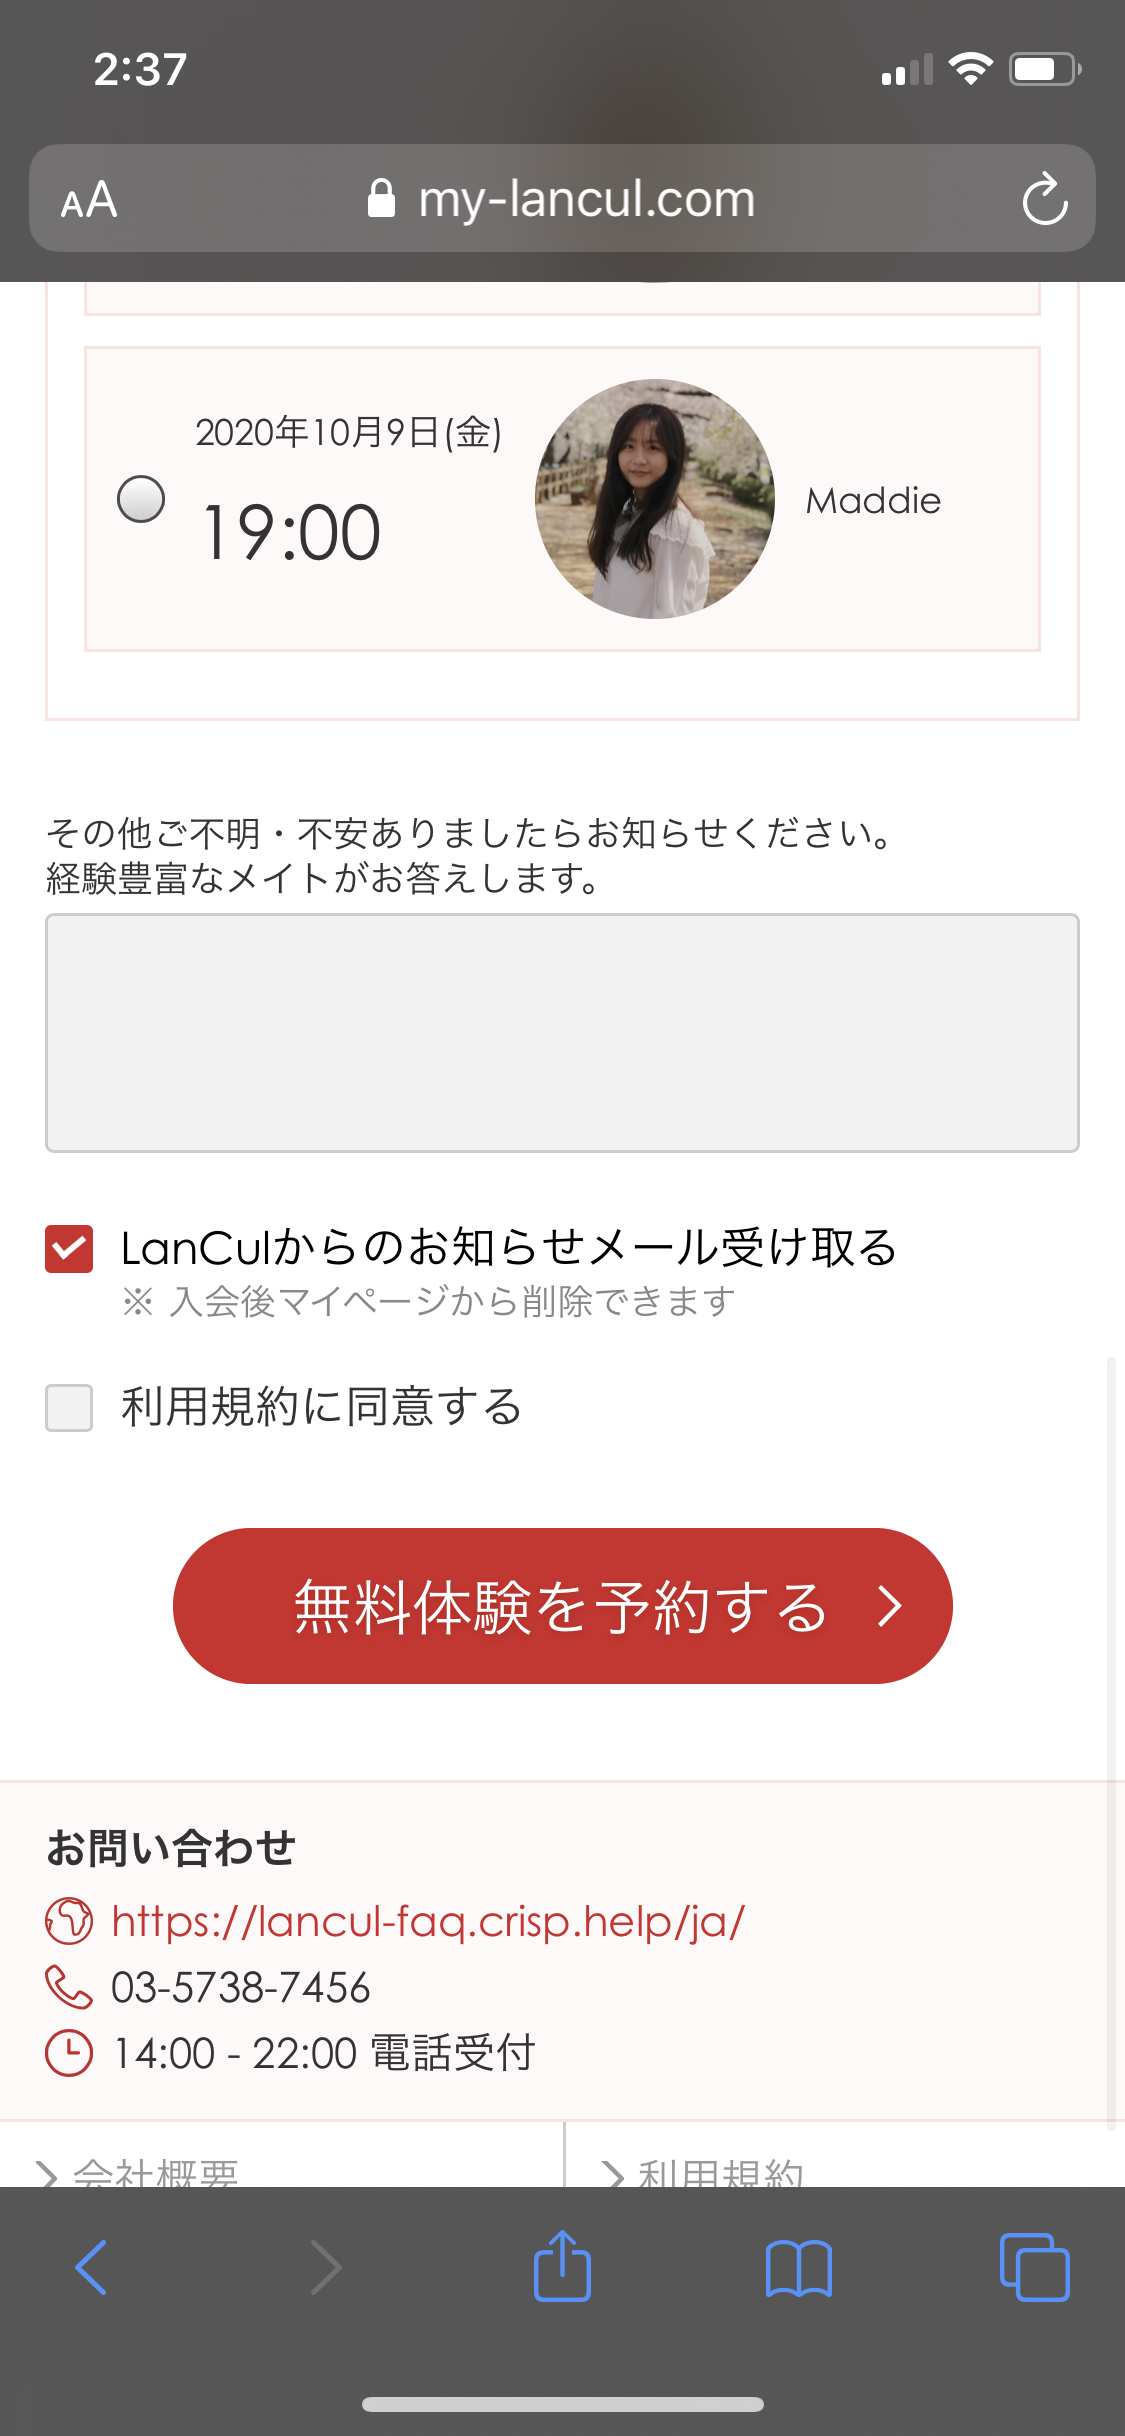 2:37
AA
my-lancul.com
2020年10月9日(金)
19:00
Maddie
その他ご不明・不安ありましたらお知らせください。
経験豊富なメイトがお答えします。
LanCulからのお知らせメール受け取る
※ 入会後マイページから削除できます
利用規約に同意する
無料体験を予約する
お問い合わせ
https://lancul-faq.crisp.help/ja/
03-5738-7456
14:00 - 22:00 電話受付
会社概要
利用規約